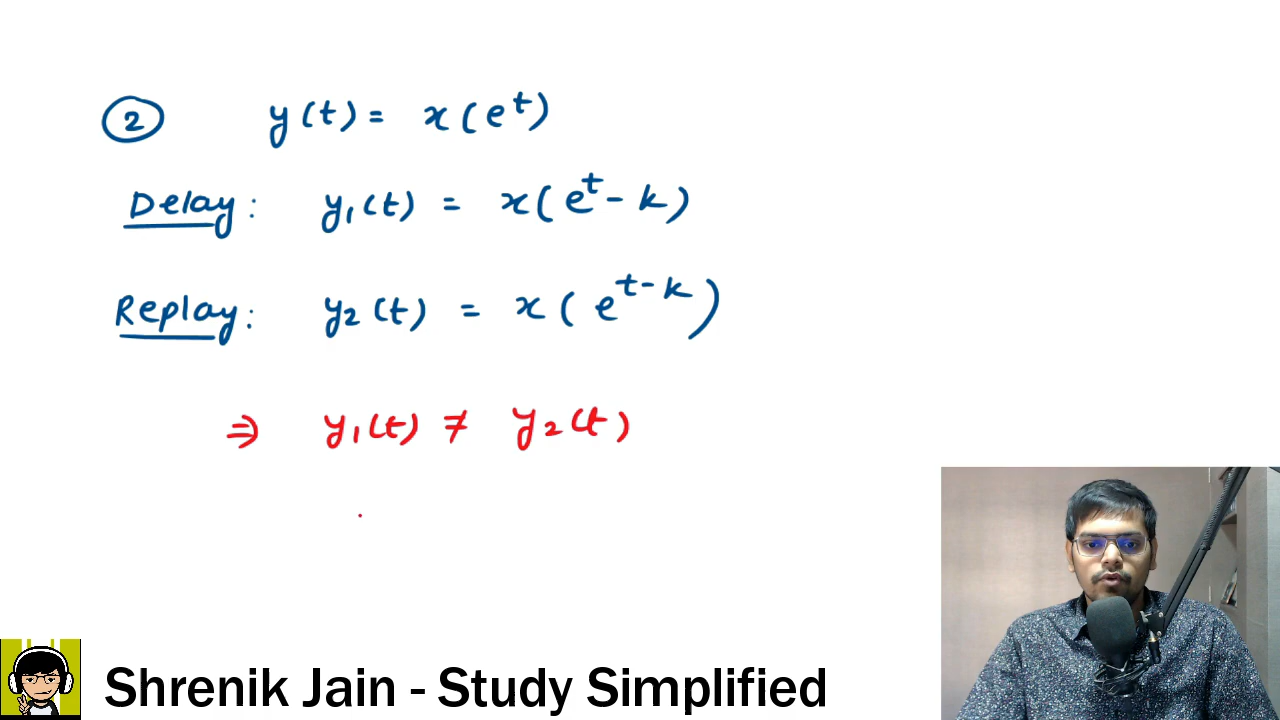 ② y(t) = x(e^t)
Delay: y₁(t) = x(e^t - k)
Replay: y₂(t) = x(e^(t-k))
⇒ y₁(t) ≠ y₂(t)
Shrenik Jain - Study Simplified